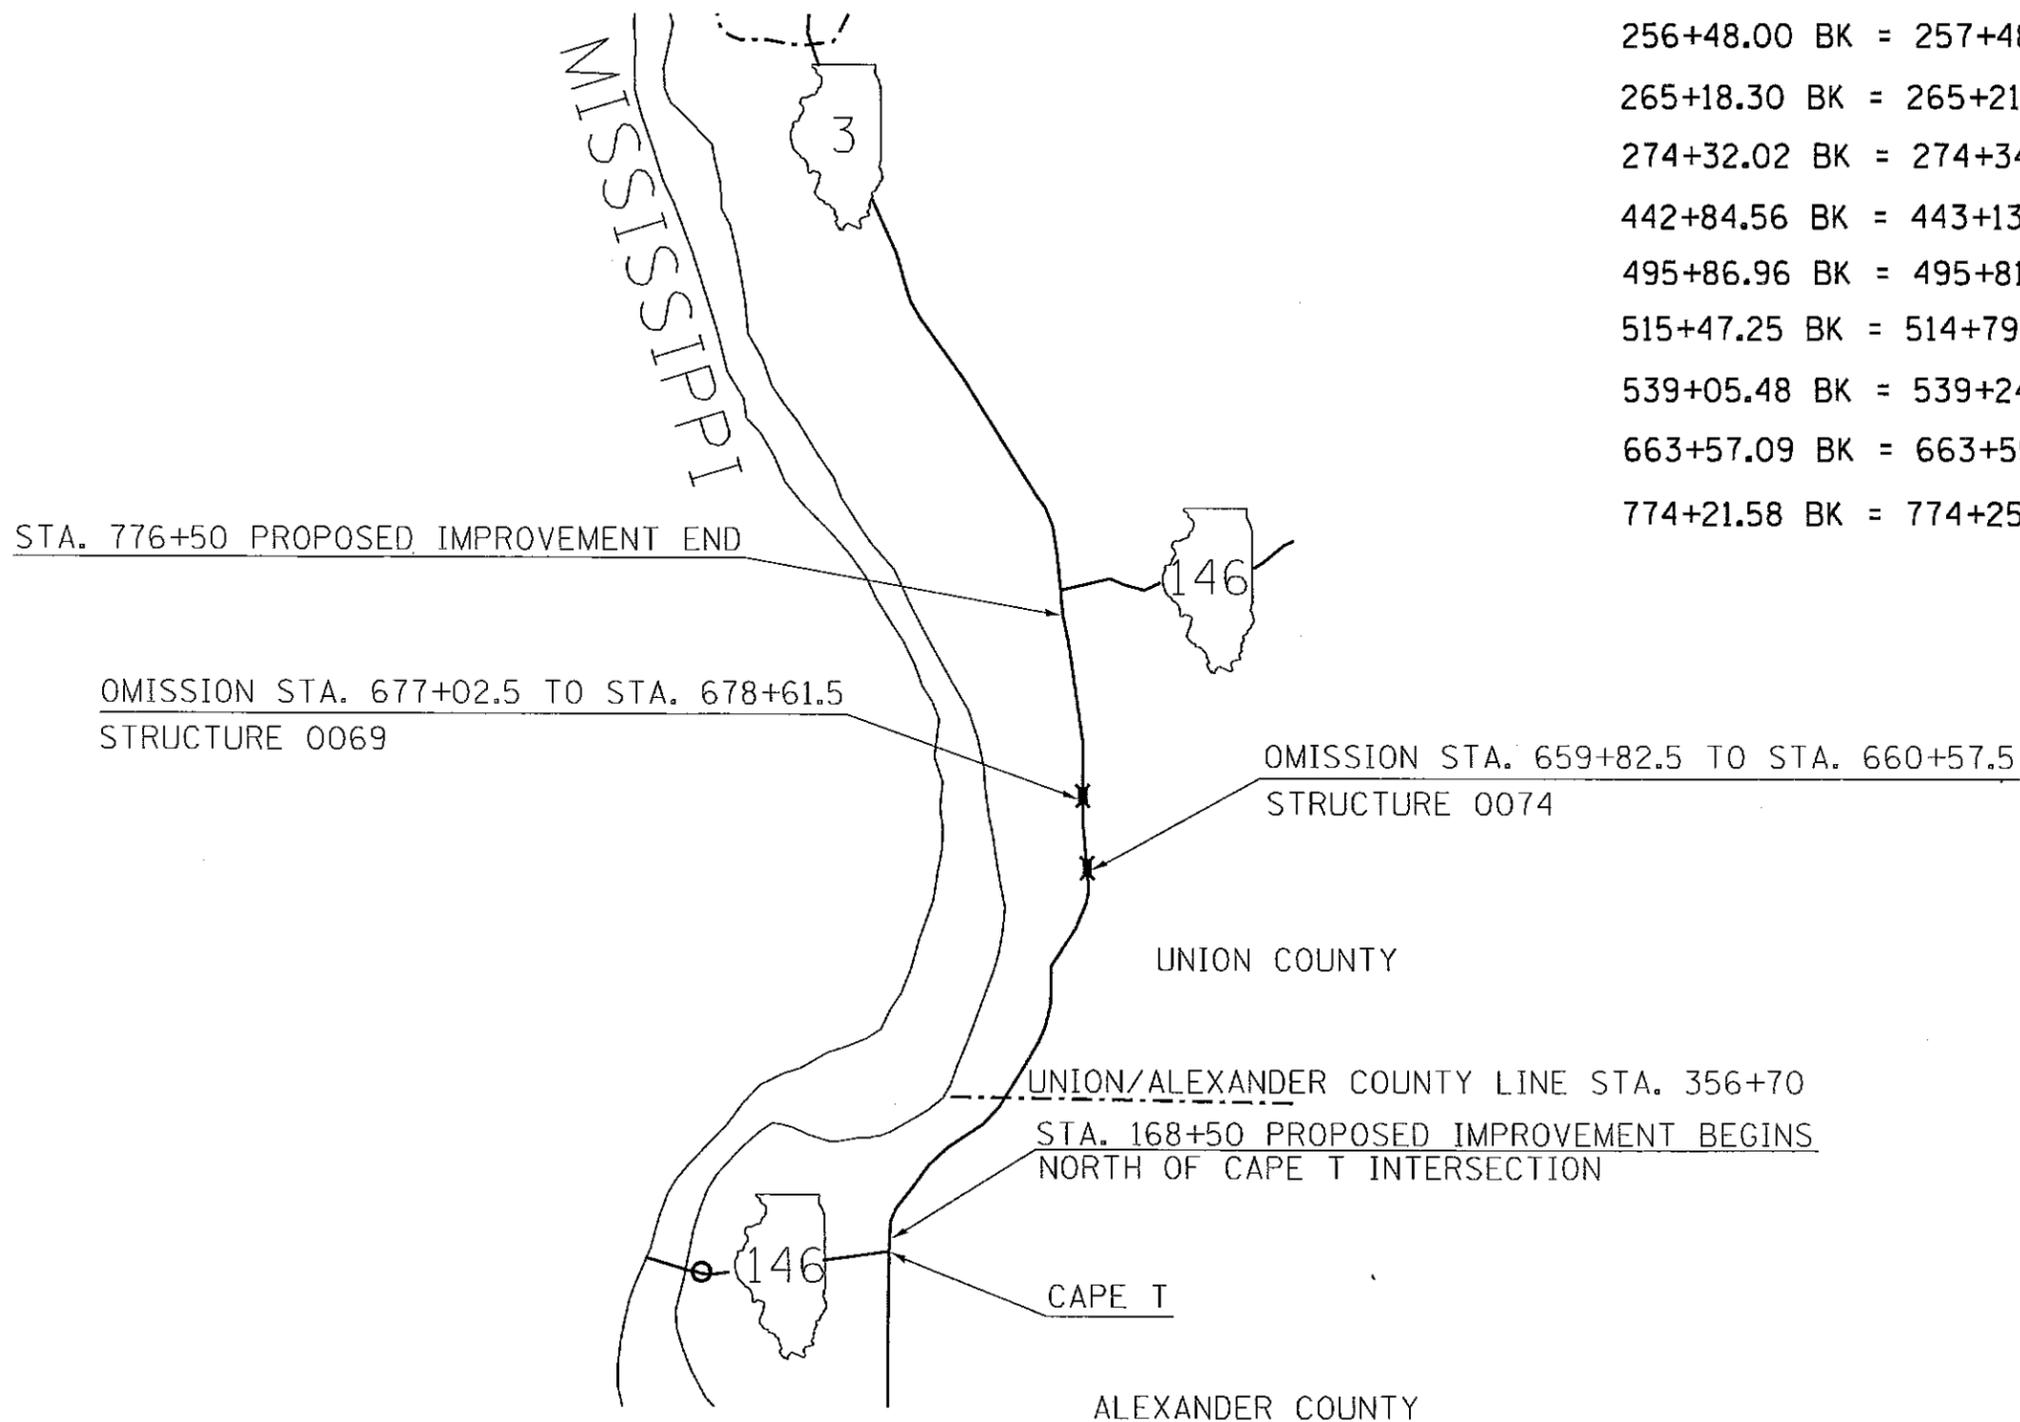 256+48.00 BK = 257+48
265+18.30 BK = 265+21
274+32.02 BK = 274+34
442+84.56 BK = 443+13
495+86.96 BK = 495+81
515+47.25 BK = 514+79
539+05.48 BK = 539+24
663+57.09 BK = 663+5
774+21.58 BK = 774+25
MISSISSIPPI
3
STA. 776+50 PROPOSED IMPROVEMENT END
146
OMISSION STA. 677+02.5 TO STA. 678+61.5
STRUCTURE 0069
OMISSION STA. 659+82.5 TO STA. 660+57.5
STRUCTURE 0074
UNION COUNTY
UNION/ALEXANDER COUNTY LINE STA. 356+70
STA. 168+50 PROPOSED IMPROVEMENT BEGINS
NORTH OF CAPE T INTERSECTION
146
CAPE T
ALEXANDER COUNTY